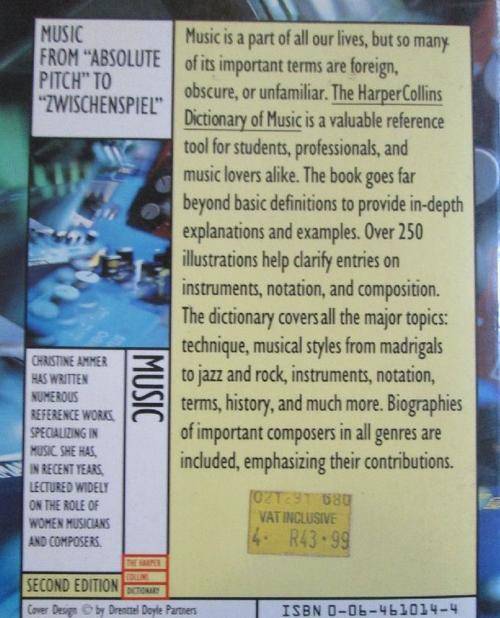 MUSIC
FROM "ABSOLUTE
PITCH" TO
"ZWISCHENSPIEL"
Music is a part of all our lives, but so many
of its important terms are foreign,
obscure, or unfamiliar. The HarperCollins
Dictionary of Music is a valuable reference
tool for students, professionals, and
music lovers alike. The book goes far
beyond basic definitions to provide in-depth
explanations and examples. Over 250
illustrations help clarify entries on
instruments, notation, and composition.
The dictionary covers all the major topics:
technique, musical styles from madrigals
to jazz and rock, instruments, notation,
terms, history, and much more. Biographies
of important composers in all genres are
included, emphasizing their contributions.
CHRISTINE AMMER
HAS WRITTEN
NUMEROUS
REFERENCE WORKS,
SPECIALIZING IN
MUSIC. SHE HAS,
IN RECENT YEARS,
LECTURED WIDELY
ON THE ROLE OF
WOMEN MUSICIANS
AND COMPOSERS.
MUSIC
THE HARPER
COLLINS
DICTIONARY
SECOND EDITION
021291 680
VAT INCLUSIVE
4· R43·99
Cover Design © by Drenttel Doyle Partners
ISBN 0-06-461014-4